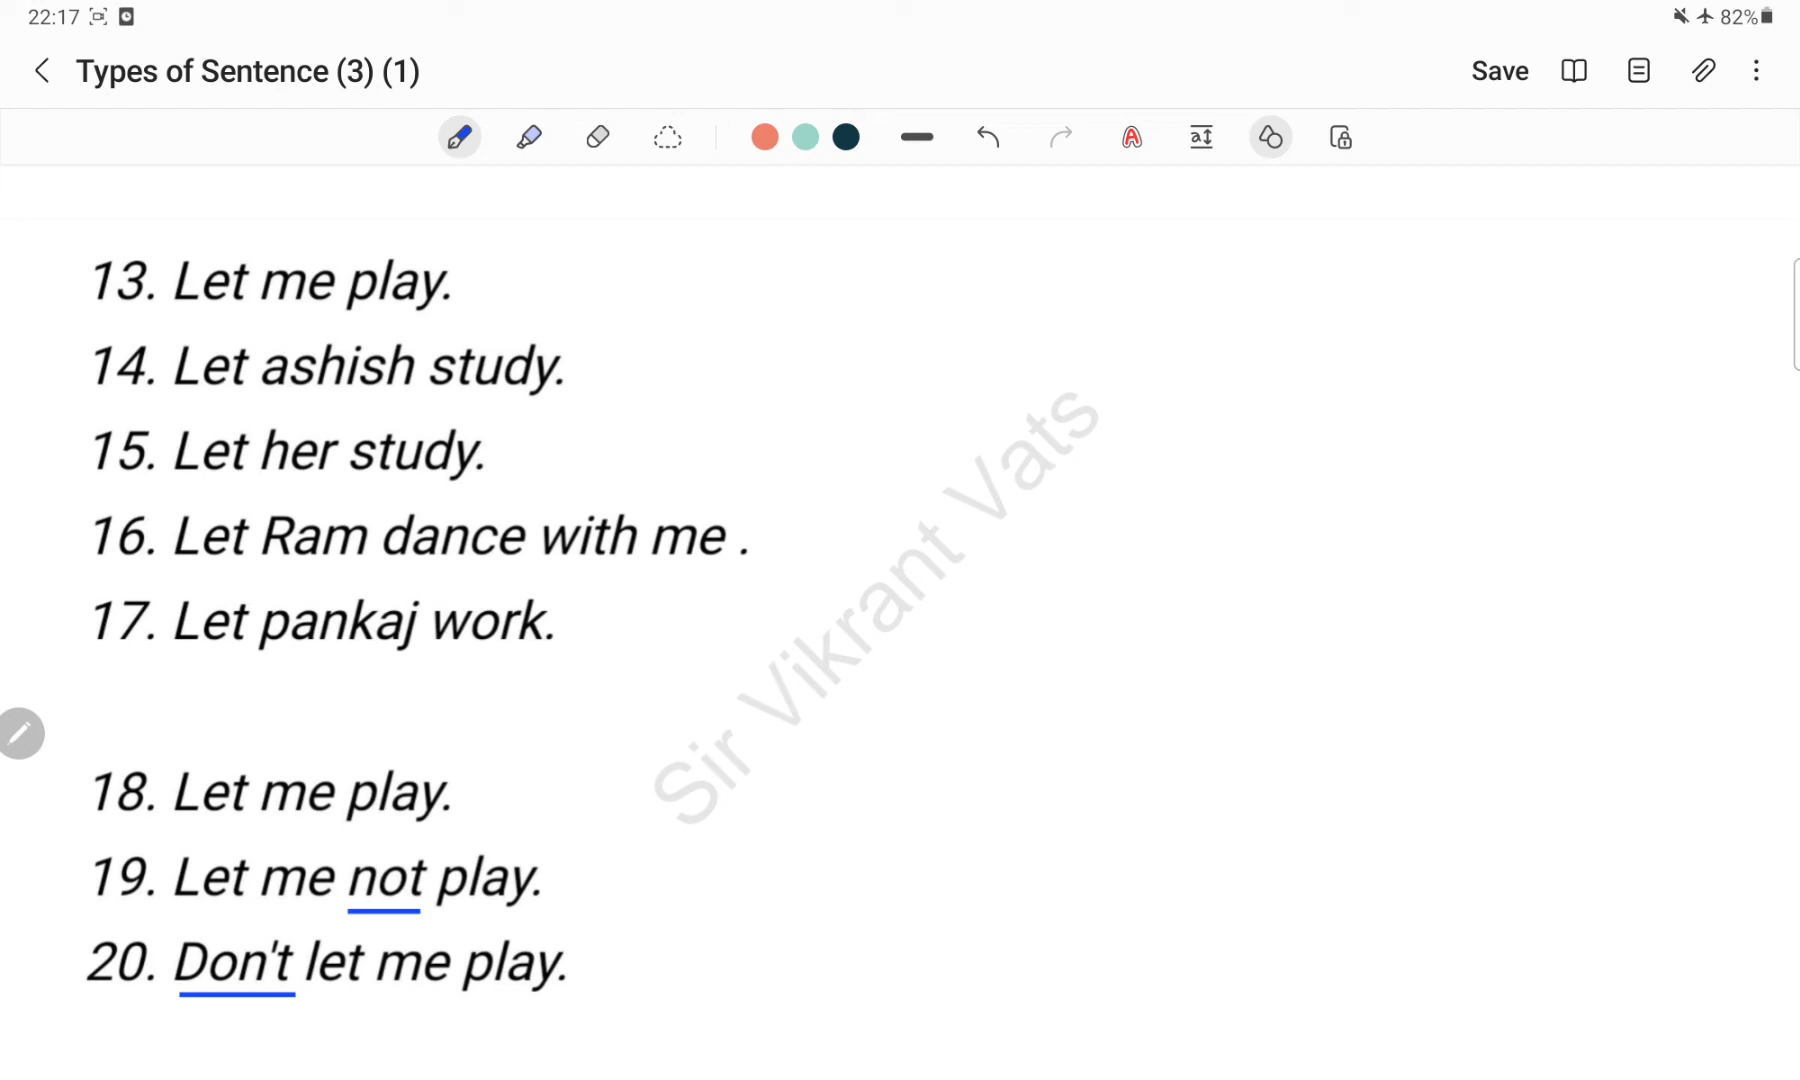 22:17
82%
Types of Sentence (3) (1)
Save
13. Let me play.
14. Let ashish study.
15. Let her study.
16. Let Ram dance with me .
17. Let pankaj work.
18. Let me play.
19. Let me not play.
20. Don't let me play.
Sir Vikrant Vats